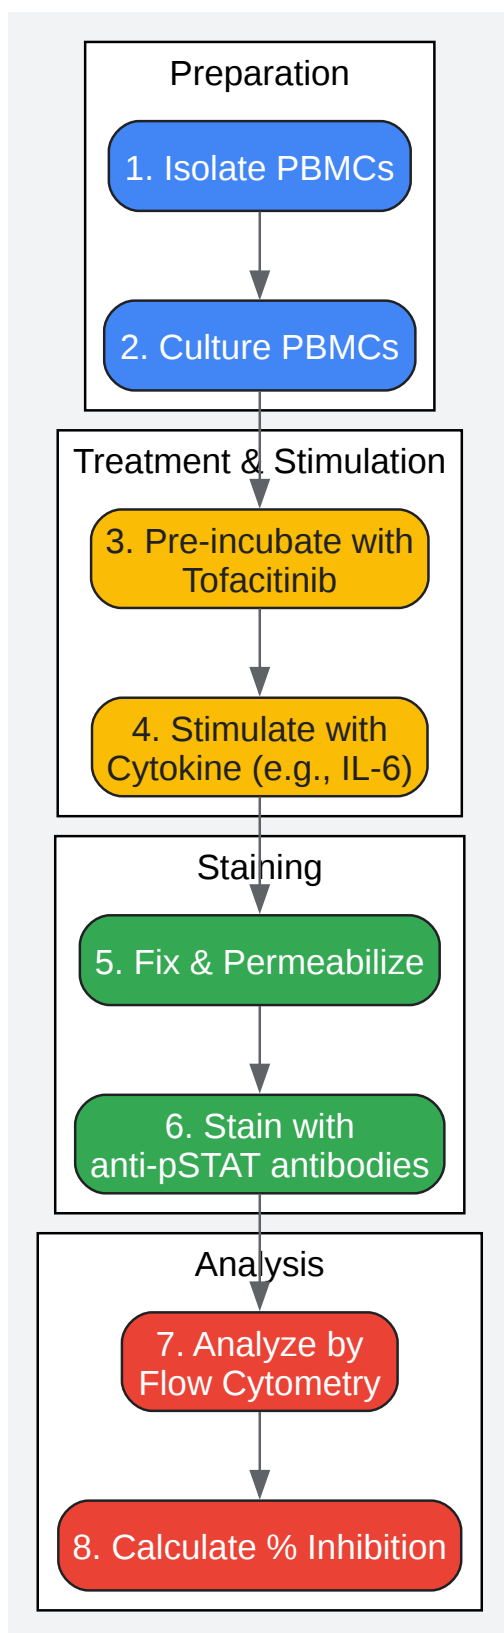 Preparation
1. Isolate PBMCs
2. Culture PBMCs
Treatment & Stimulation
3. Pre-incubate with
Tofacitinib
4. Stimulate with
Cytokine (e.g., IL-6)
Staining
5. Fix & Permeabilize
6. Stain with
anti-pSTAT antibodies
Analysis
7. Analyze by
Flow Cytometry
8. Calculate % Inhibition